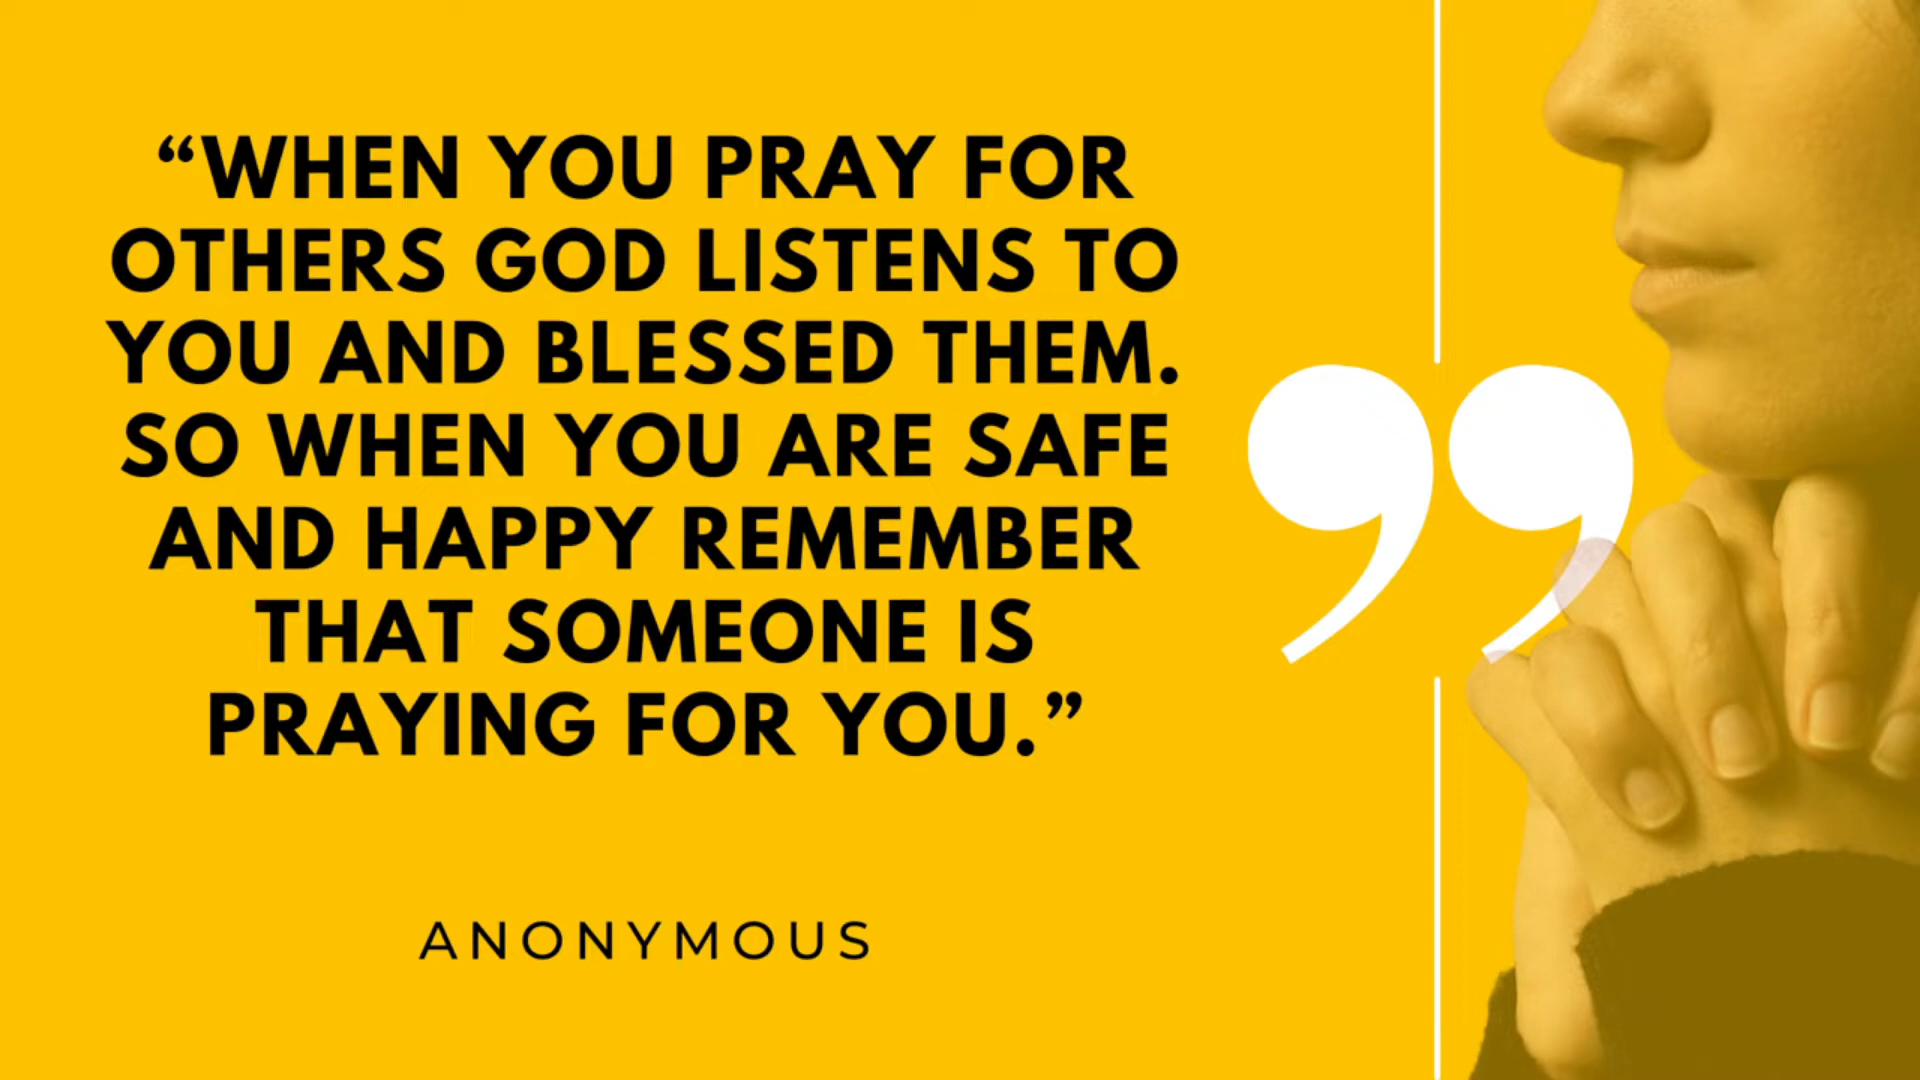 “WHEN YOU PRAY FOR
OTHERS GOD LISTENS TO
YOU AND BLESSED THEM.
SO WHEN YOU ARE SAFE
AND HAPPY REMEMBER
THAT SOMEONE IS
PRAYING FOR YOU.”
ANONYMOUS